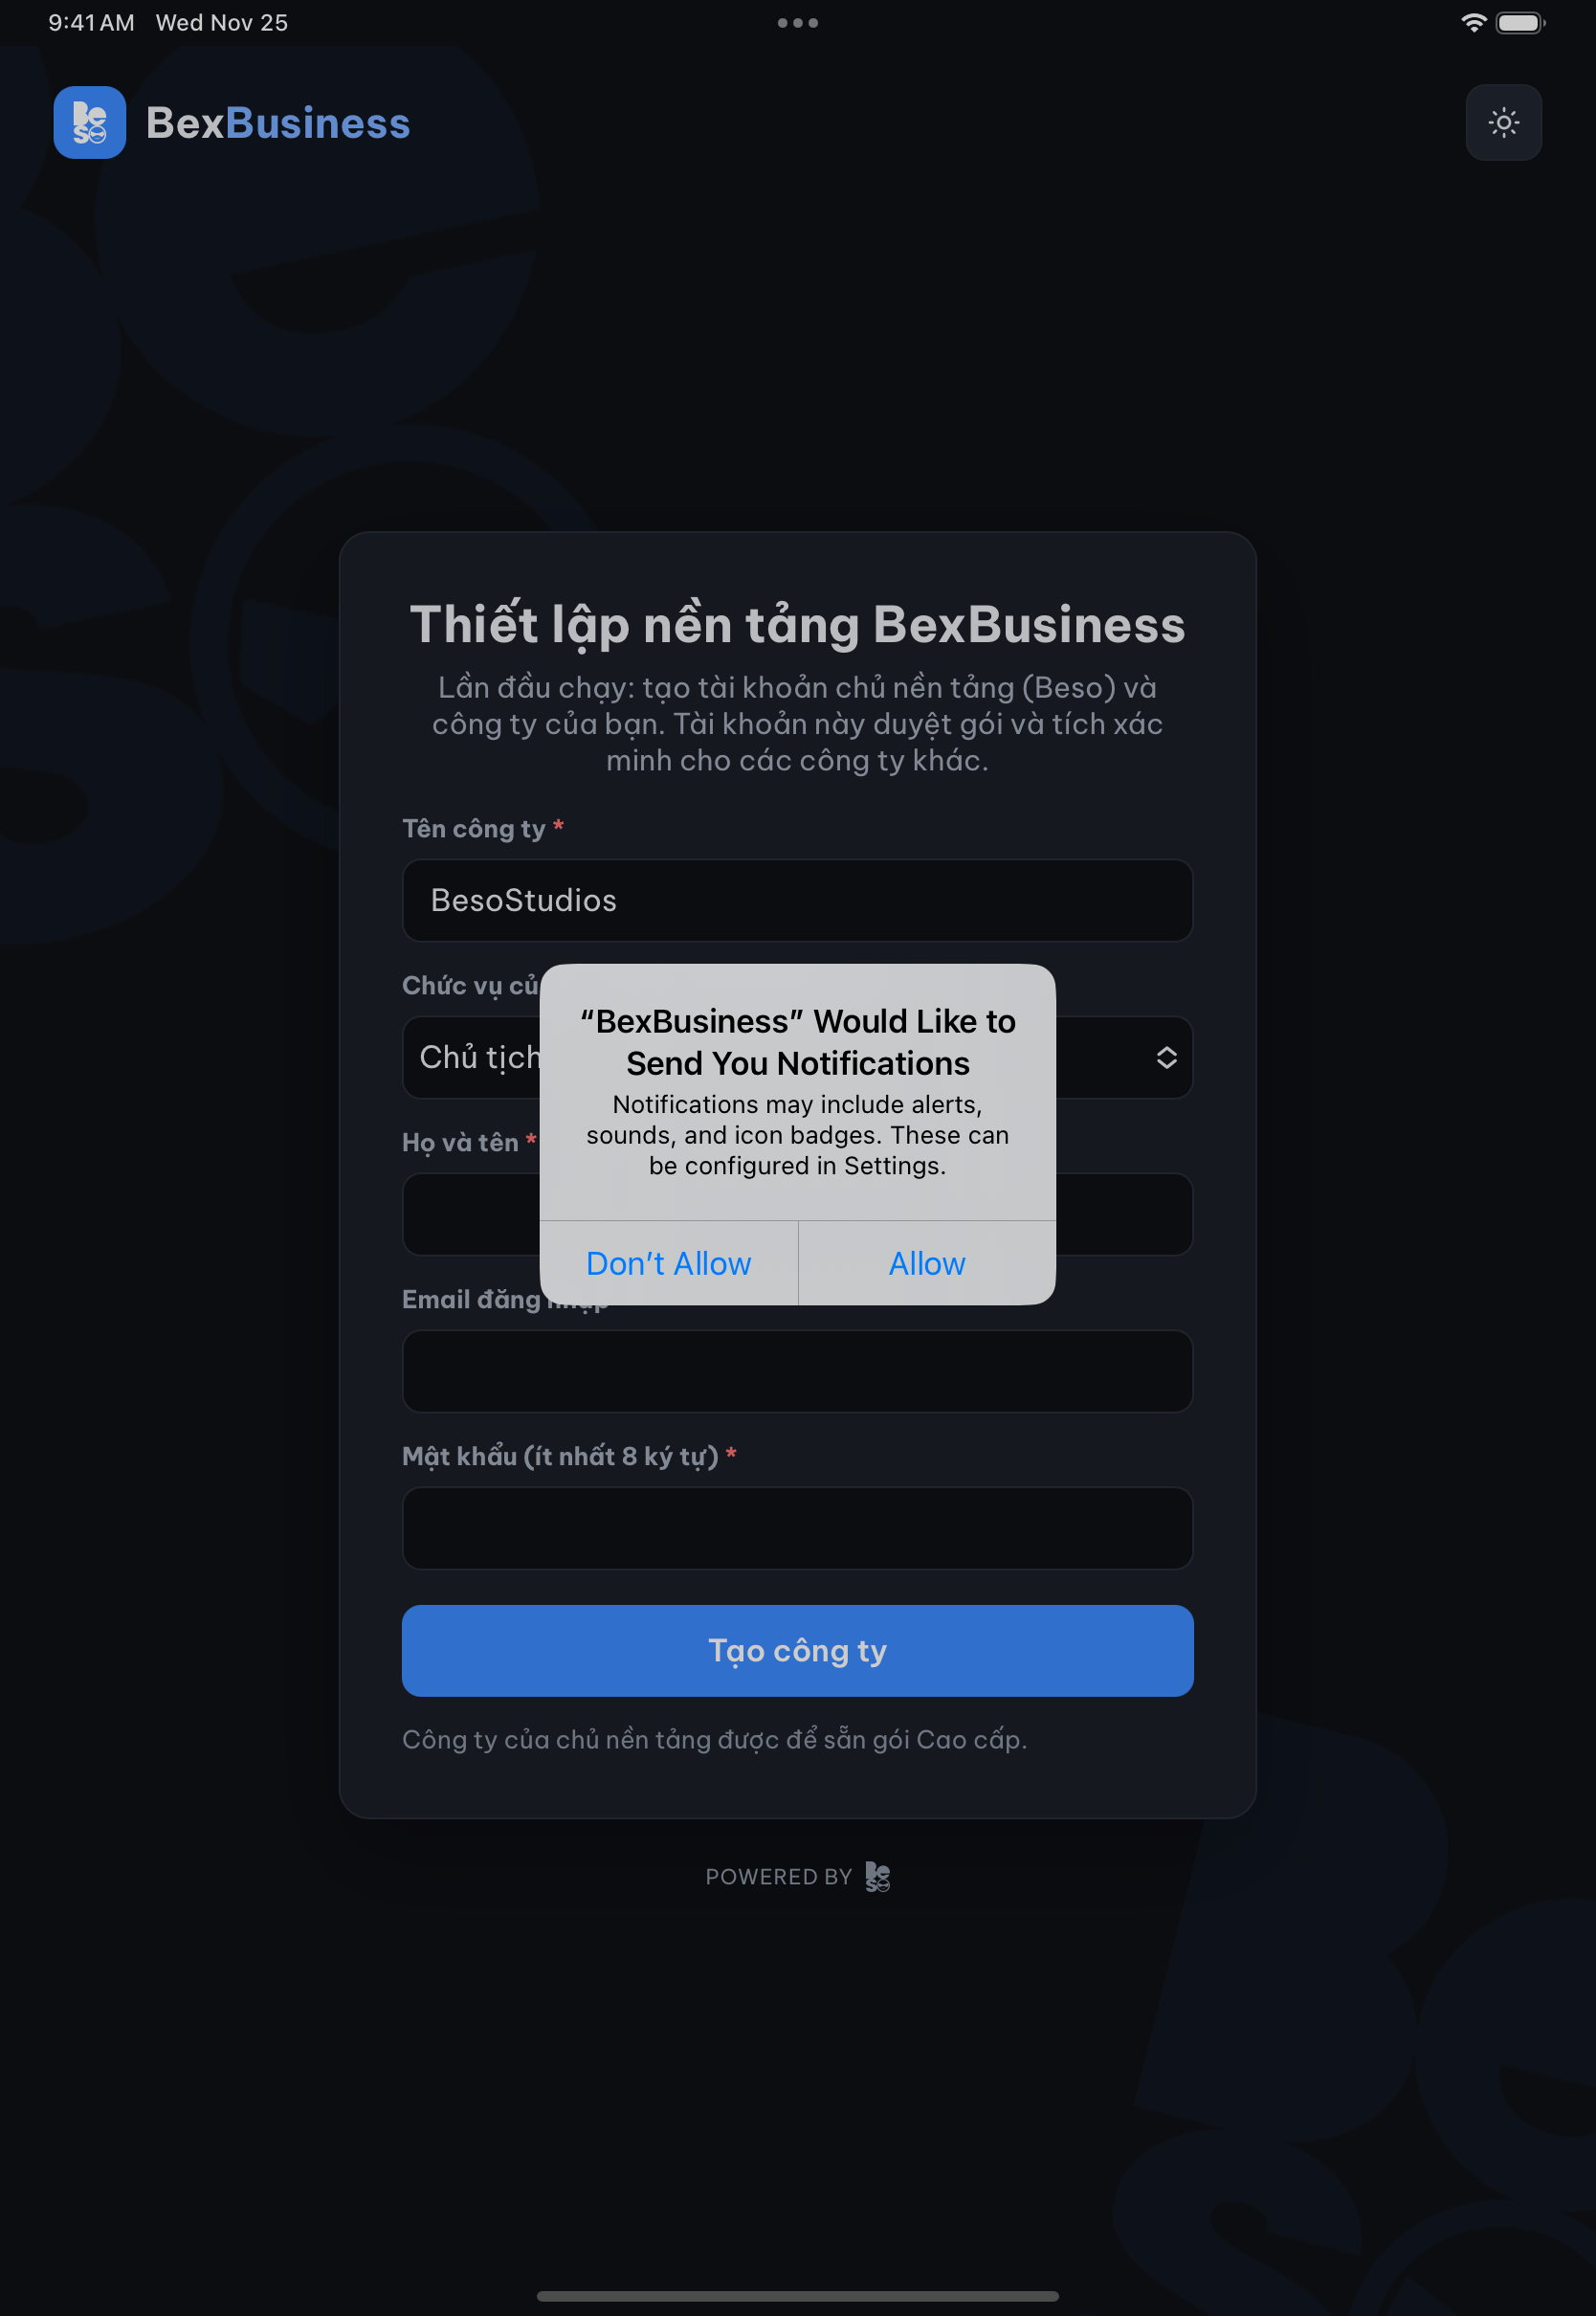 9:41 AM Wed Nov 25
Beso
BexBusiness
Thiết lập nền tảng BexBusiness
Lần đầu chạy: tạo tài khoản chủ nền tảng (Beso) và
công ty của bạn. Tài khoản này duyệt gói và tích xác
minh cho các công ty khác.
Tên công ty *
BesoStudios
Chức vụ củ
Chủ tịch
“BexBusiness” Would Like to
Send You Notifications
Notifications may include alerts,
sounds, and icon badges. These can
be configured in Settings.
Don’t Allow
Allow
Họ và tên *
Email đăng nhập
Mật khẩu (ít nhất 8 ký tự) *
Tạo công ty
Công ty của chủ nền tảng được để sẵn gói Cao cấp.
POWERED BY Beso